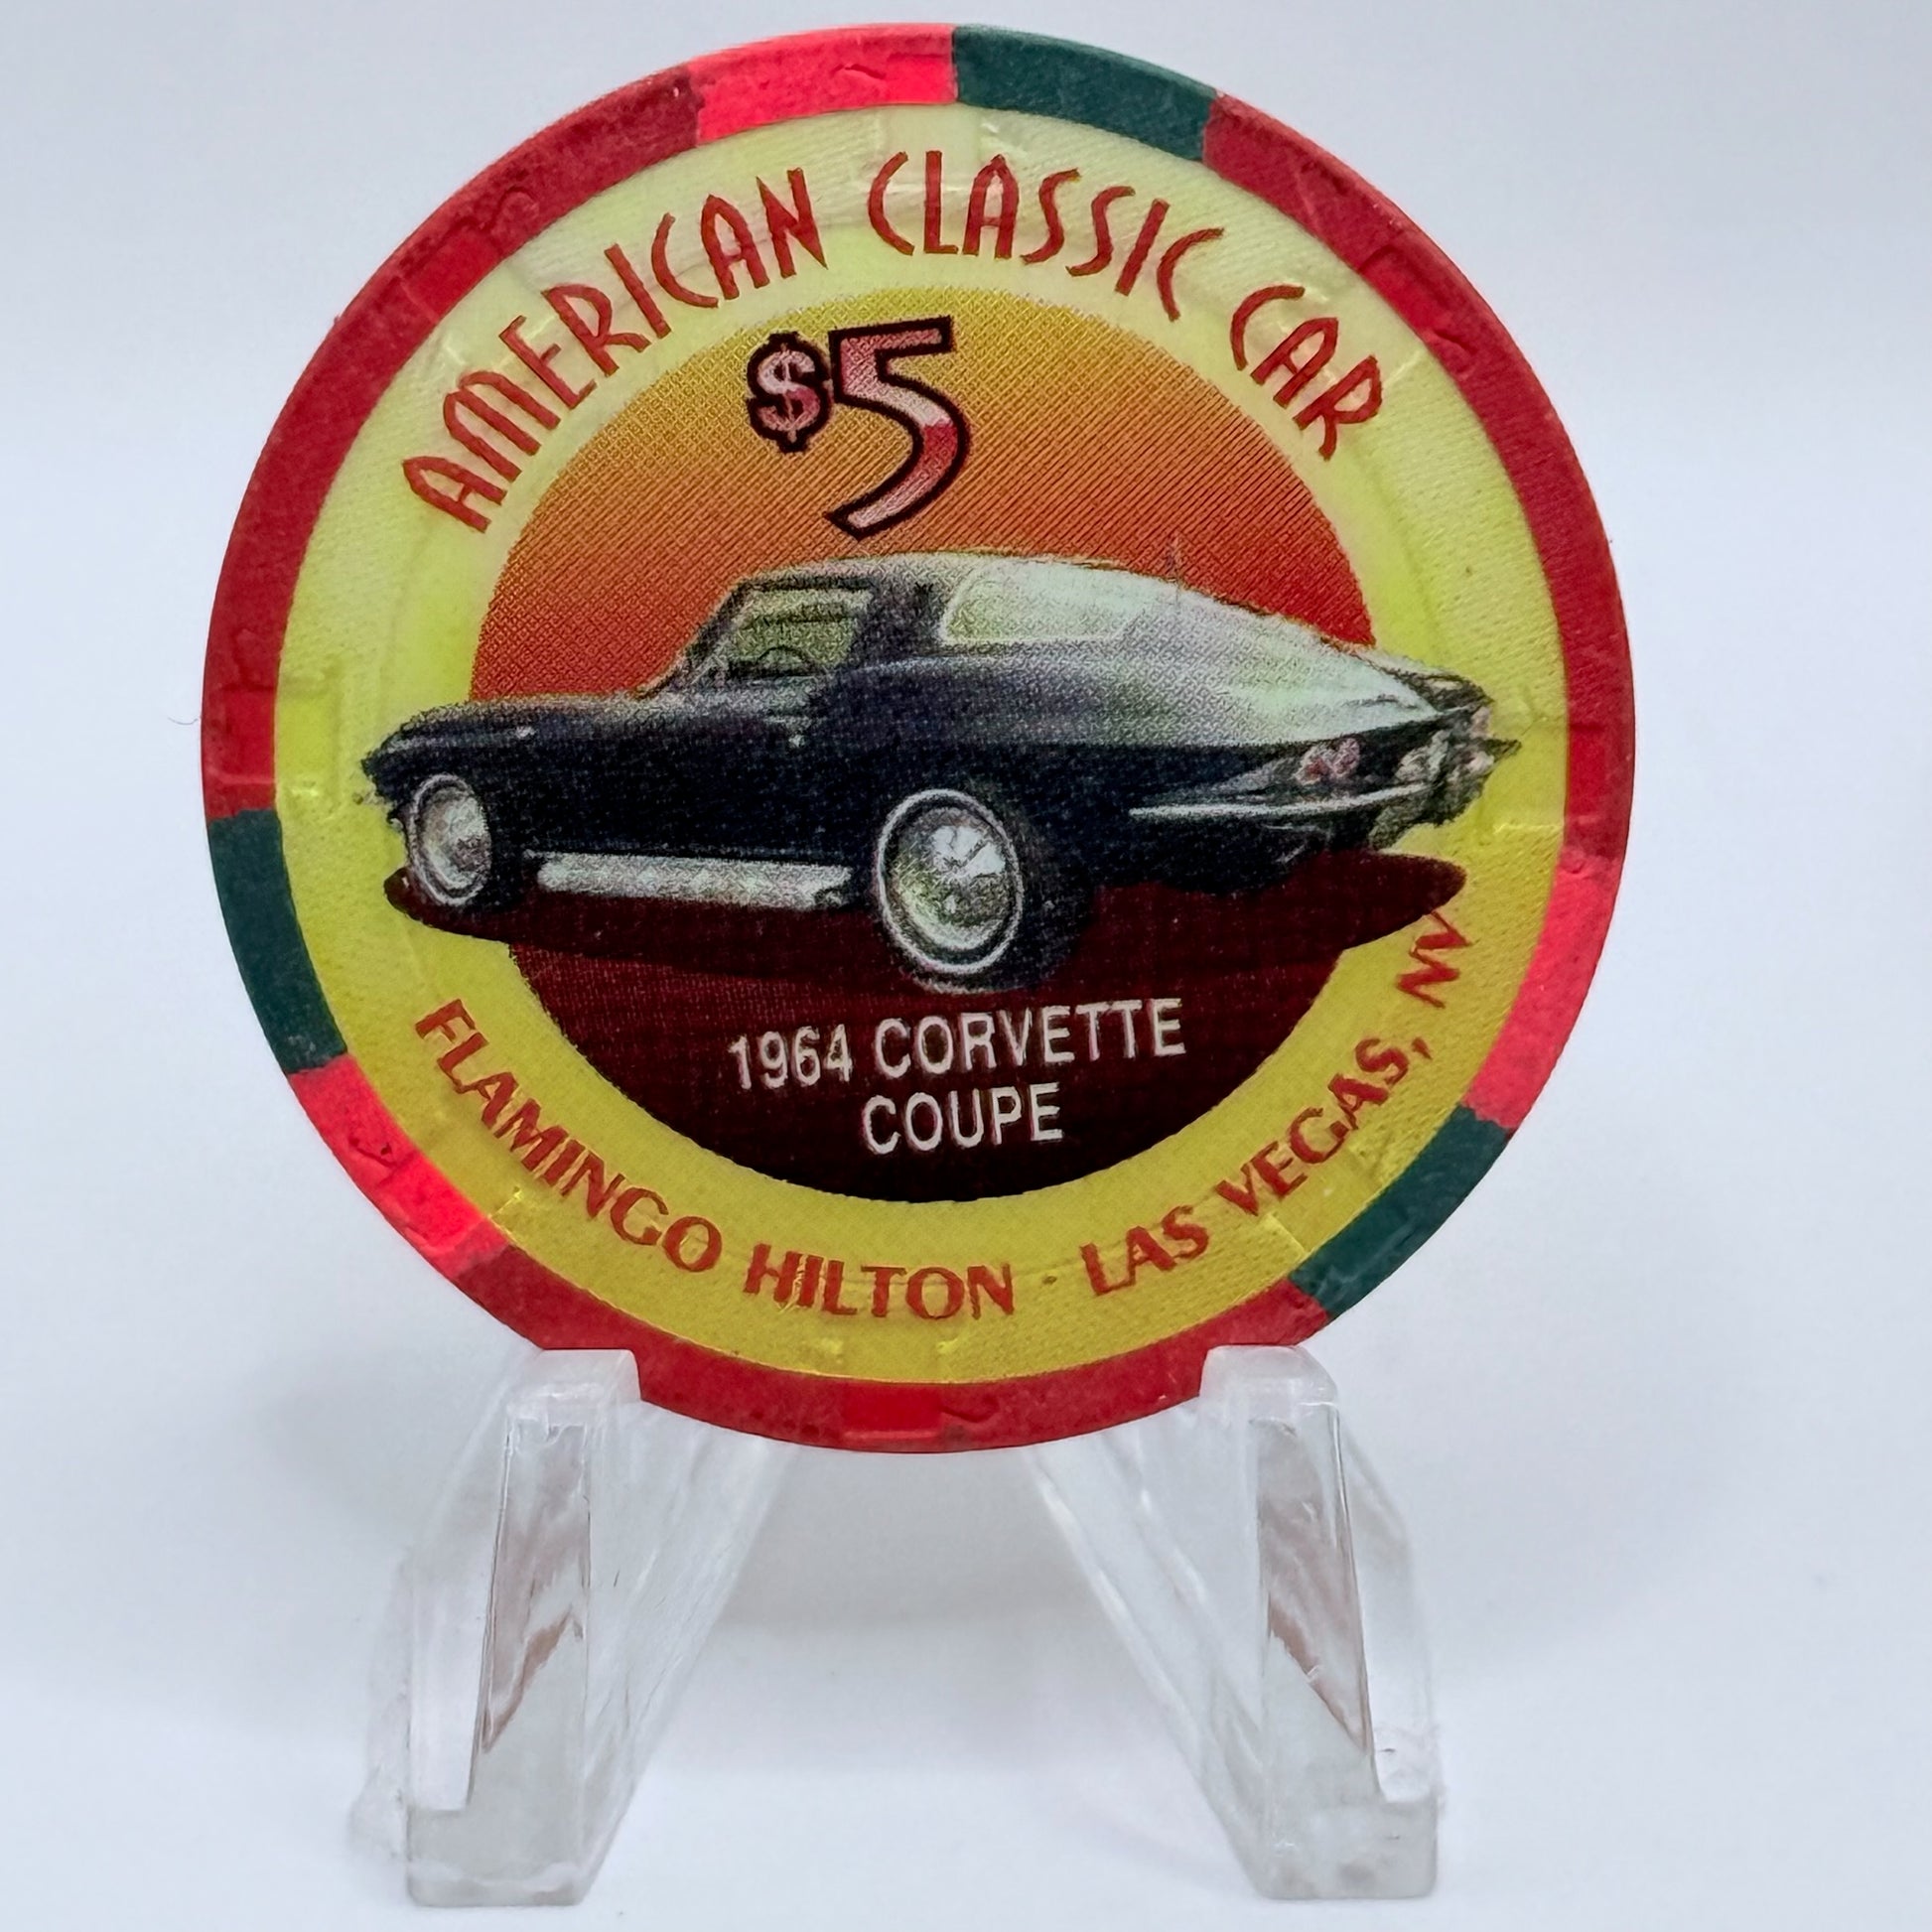 AMERICAN CLASSIC CAR
$5
1964 CORVETTE
COUPE
FLAMINGO HILTON · LAS VEGAS, NV